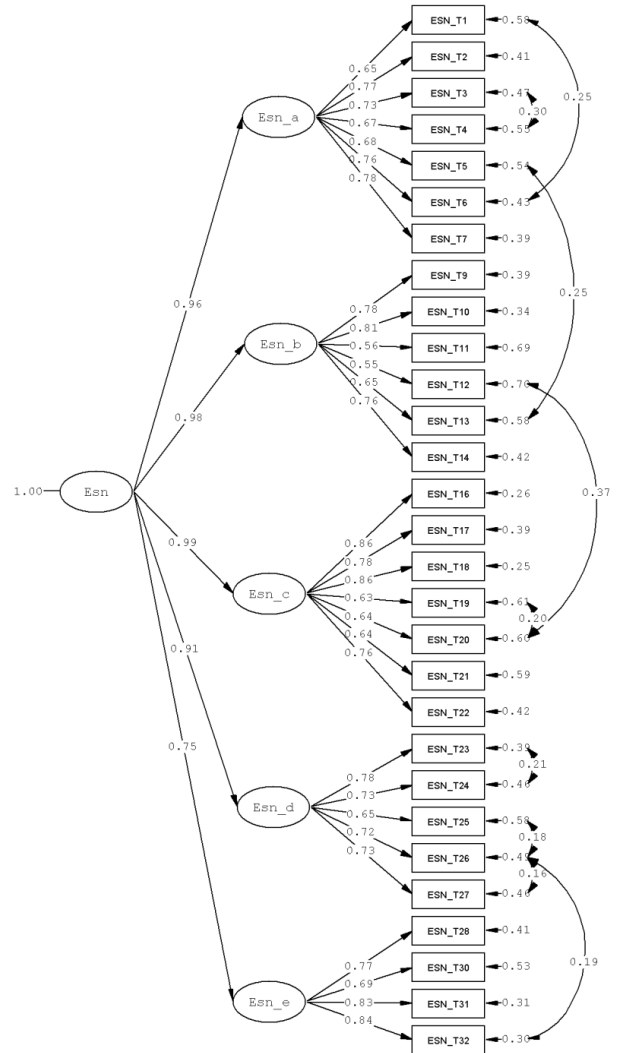 ESN_T1 0.58
ESN_T2 0.41
0.65
0.77
ESN_T3 0.47
0.25
0.73
0.30
Esn_a
0.67 ESN_T4 0.55
0.68
0.76
ESN_T5 0.54
0.78
ESN_T6 0.43
ESN_T7 0.39
ESN_T9 0.39
0.25
0.96
0.78
ESN_T10 0.34
0.81
Esn_b
0.56 ESN_T11 0.69
0.55
ESN_T12 0.70
0.65
0.76
0.98
ESN_T13 0.58
ESN_T14 0.42
1.00 Esn
ESN_T16 0.26
0.37
ESN_T17 0.39
0.99
0.86
0.78
ESN_T18 0.25
0.86
Esn_c
0.63 ESN_T19 0.61
0.20
0.64
ESN_T20 0.60
0.64
0.91
0.76
ESN_T21 0.59
ESN_T22 0.42
0.75
ESN_T23 0.39
0.21
0.78
ESN_T24 0.46
0.73
Esn_d
0.65 ESN_T25 0.58
0.18
0.72
0.73
ESN_T26 0.49
0.16
ESN_T27 0.46
ESN_T28 0.41
0.19
0.77
ESN_T30 0.53
0.69
Esn_e
0.83 ESN_T31 0.31
0.84
ESN_T32 0.30